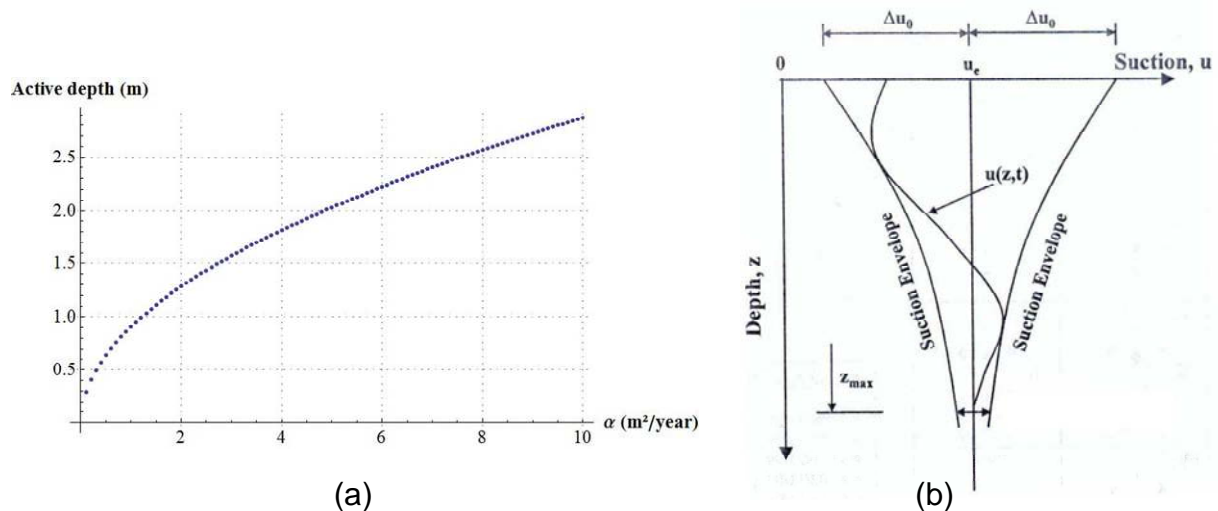 Active depth (m)
2.5
2.0
1.5
1.0
0.5
2
4
6
8
10
α (m²/year)
(a)
Δu₀
Δu₀
0
uₑ
Suction, u
u(z,t)
Suction Envelope
Suction Envelope
Depth, z
zₘₐₓ
(b)